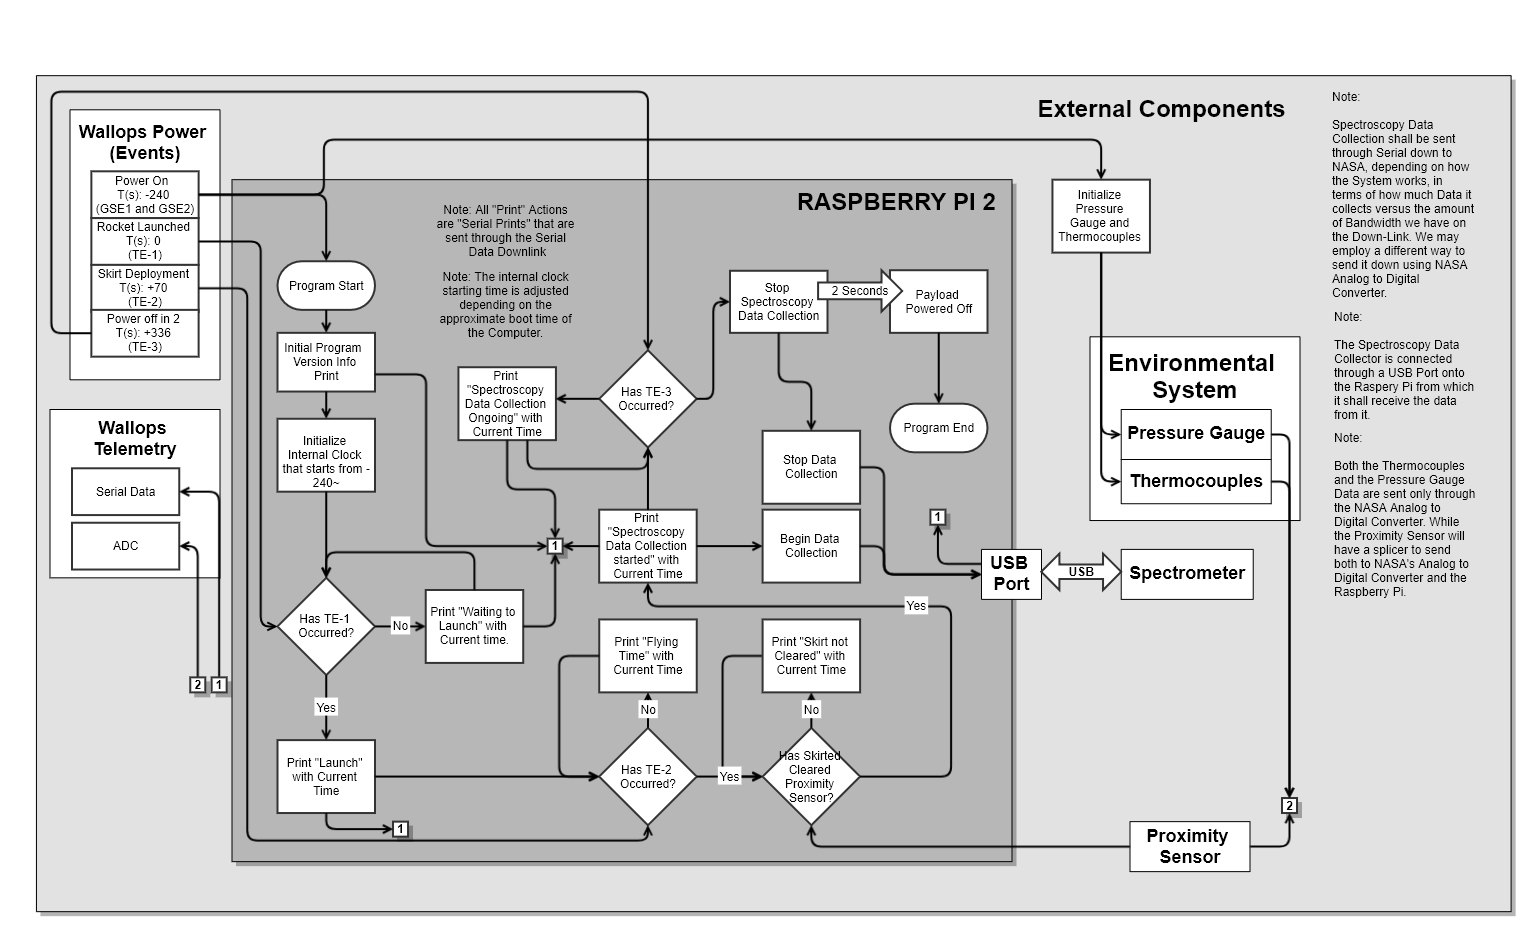 External Components
Wallops Power
(Events)
Power On
T(s): -240
(GSE1 and GSE2)
Rocket Launched
T(s): 0
(TE-1)
Skirt Deployment
T(s): +70
(TE-2)
Power off in 2
T(s): +336
(TE-3)
Wallops
Telemetry
Serial Data
ADC
2
1
RASPBERRY PI 2
Note: All "Print" Actions
are "Serial Prints" that are
sent through the Serial
Data Downlink
Note: The internal clock
starting time is adjusted
depending on the
approximate boot time of
the Computer.
Program Start
Initial Program
Version Info
Print
Initialize
Internal Clock
that starts from -
240~
Has TE-1
Occurred?
No
Print "Waiting to
Launch" with
Current time.
Yes
Print "Launch"
with Current
Time
1
Print
"Spectroscopy
Data Collection
Ongoing" with
Current Time
Has TE-3
Occurred?
Stop
Spectroscopy
Data Collection
2 Seconds
Payload
Powered Off
Program End
Stop Data
Collection
1
Print
"Spectroscopy
Data Collection
started" with
Current Time
Begin Data
Collection
1
Yes
Print "Flying
Time" with
Current Time
Print "Skirt not
Cleared" with
Current Time
No
No
Has TE-2
Occurred?
Yes
Has Skirted
Cleared
Proximity
Sensor?
USB
Port
USB
Spectrometer
Initialize
Pressure
Gauge and
Thermocouples
Environmental
System
Pressure Gauge
Thermocouples
2
Proximity
Sensor
Note:
Spectroscopy Data
Collection shall be sent
through Serial down to
NASA, depending on how
the System works, in
terms of how much Data it
collects versus the amount
of Bandwidth we have on
the Down-Link. We may
employ a different way to
send it down using NASA
Analog to Digital
Converter.
Note:
The Spectroscopy Data
Collector is connected
through a USB Port onto
the Raspery Pi from which
it shall receive the data
from it.
Note:
Both the Thermocouples
and the Pressure Gauge
Data are sent only through
the NASA Analog to
Digital Converter. While
the Proximity Sensor will
have a splicer to send
both to NASA's Analog to
Digital Converter and the
Raspberry Pi.